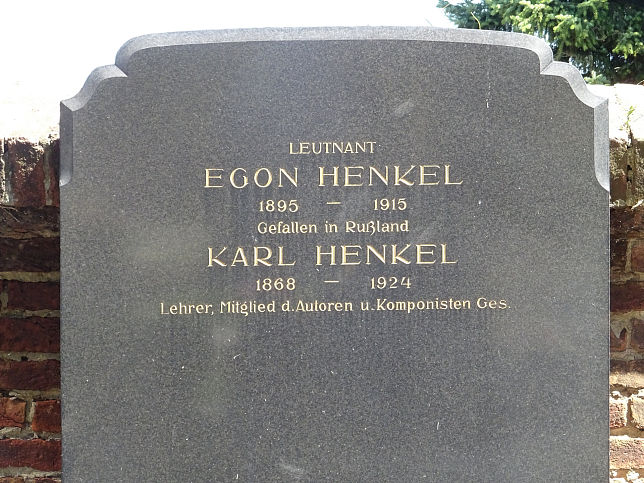 LEUTNANT
EGON HENKEL
1895 — 1915
Gefallen in Rußland
KARL HENKEL
1868 — 1924
Lehrer, Mitglied d. Autoren u. Komponisten Ges.